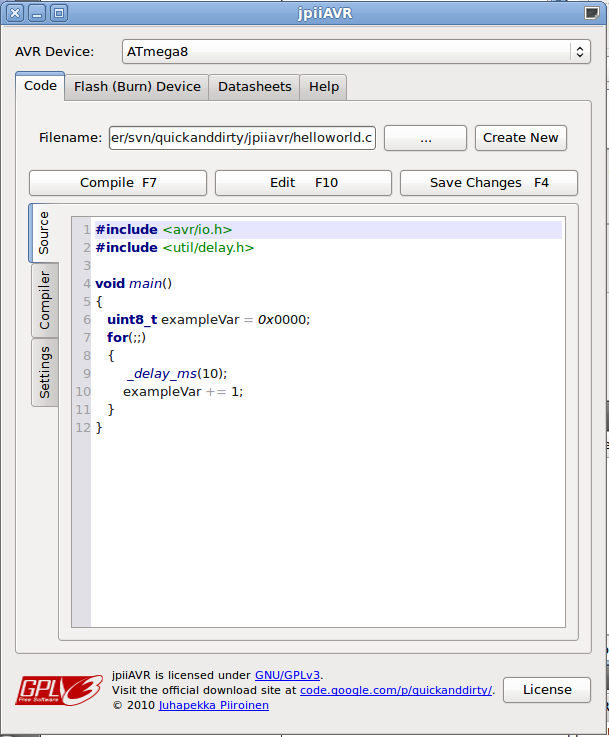 jpiiAVR
AVR Device: ATmega8
Code Flash (Burn) Device Datasheets Help
Filename: er/svn/quickanddirty/jpiiavr/helloworld.c ... Create New
Compile F7 Edit F10 Save Changes F4
Source
Compiler
Settings
1 #include <avr/io.h>
2 #include <util/delay.h>
3
4 void main()
5 {
6 uint8_t exampleVar = 0x0000;
7 for(;;)
8 {
9 _delay_ms(10);
10 exampleVar += 1;
11 }
12 }
GPLv3
Free Software
jpiiAVR is licensed under GNU/GPLv3.
Visit the official download site at code.google.com/p/quickanddirty/.
© 2010 Juhapekka Piiroinen
License